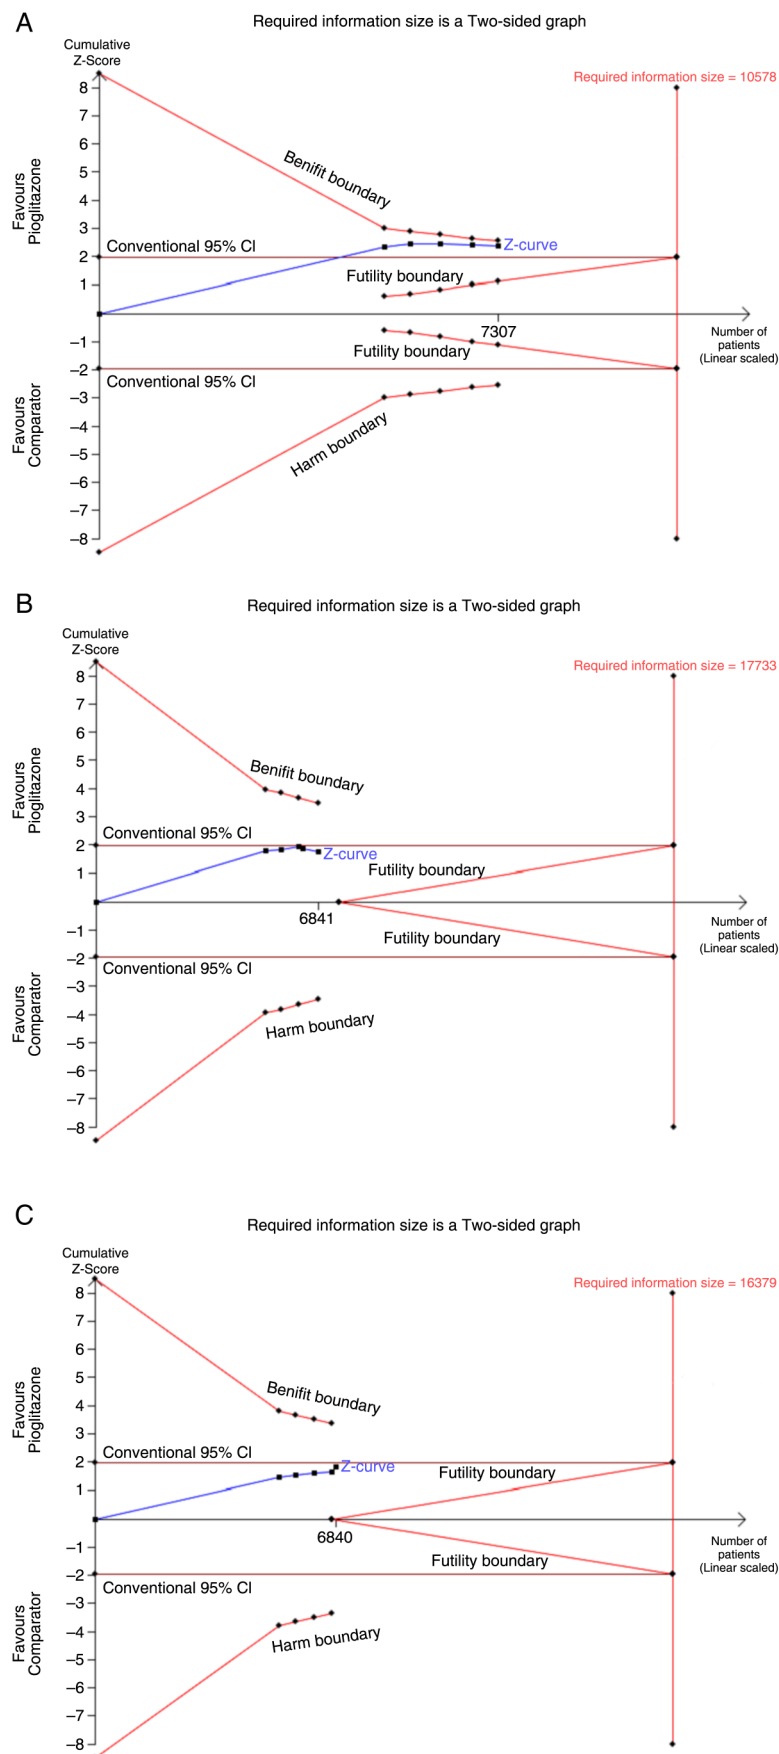 A
Required information size is a Two-sided graph
Cumulative
Z-Score
Required information size = 10578
8
7
6
5
4
3
2
1
–1
–2
–3
–4
–5
–6
–7
–8
Favours
Pioglitazone
Favours
Comparator
Benifit boundary
Z-curve
Conventional 95% CI
Futility boundary
7307
Number of
patients
(Linear scaled)
Futility boundary
Conventional 95% CI
Harm boundary
B
Required information size is a Two-sided graph
Cumulative
Z-Score
Required information size = 17733
8
7
6
5
4
3
2
1
–1
–2
–3
–4
–5
–6
–7
–8
Favours
Pioglitazone
Favours
Comparator
Benifit boundary
Conventional 95% CI
Z-curve
Futility boundary
6841
Number of
patients
(Linear scaled)
Futility boundary
Conventional 95% CI
Harm boundary
C
Required information size is a Two-sided graph
Cumulative
Z-Score
Required information size = 16379
8
7
6
5
4
3
2
1
–1
–2
–3
–4
–5
–6
–7
–8
Favours
Pioglitazone
Favours
Comparator
Benifit boundary
Conventional 95% CI
Z-curve
Futility boundary
6840
Number of
patients
(Linear scaled)
Futility boundary
Conventional 95% CI
Harm boundary